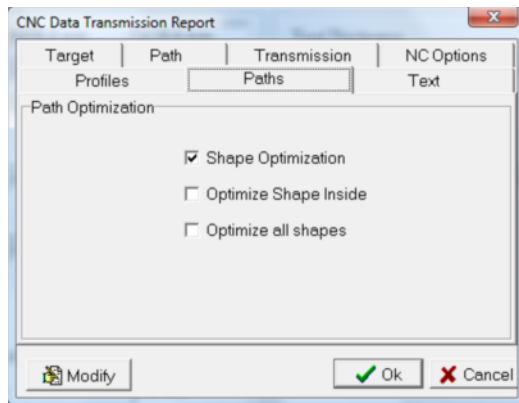 CNC Data Transmission Report
Target Path Transmission NC Options
Profiles Paths Text
Path Optimization
Shape Optimization
Optimize Shape Inside
Optimize all shapes
Modify Ok Cancel